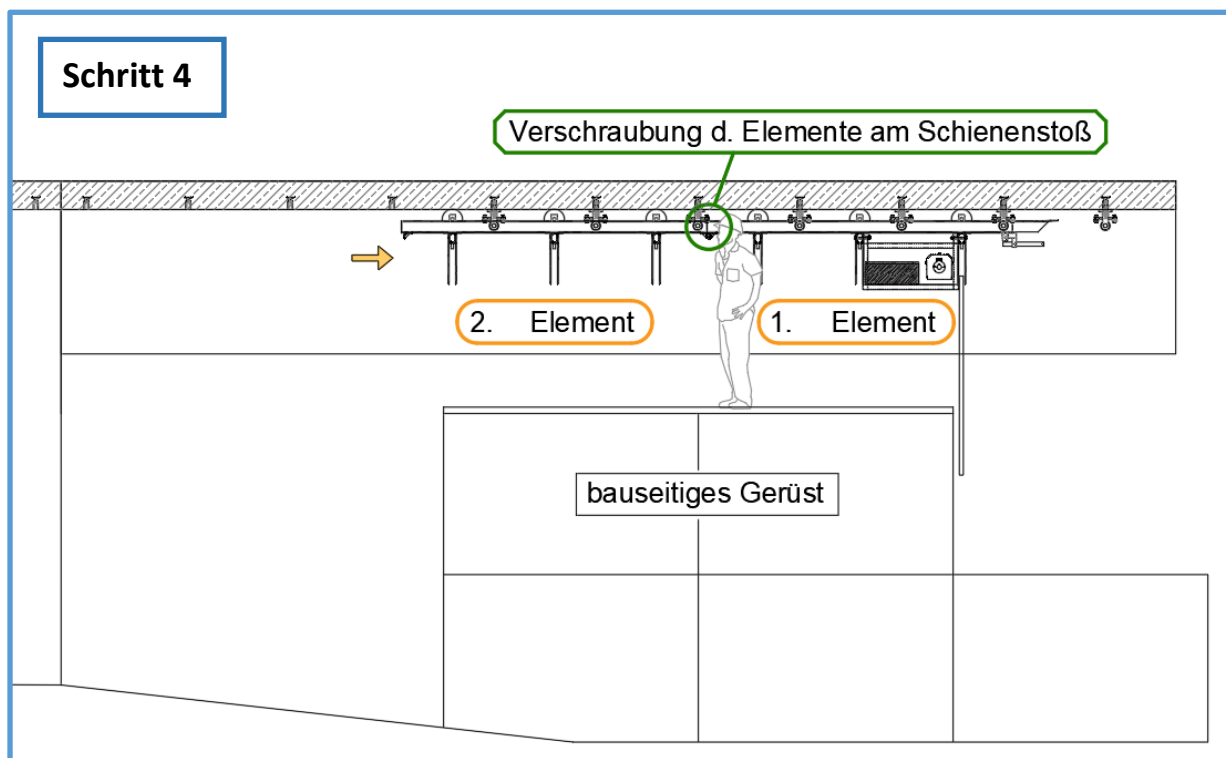 Schritt 4
Verschraubung d. Elemente am Schienenstoß
2. Element
1. Element
bauseitiges Gerüst